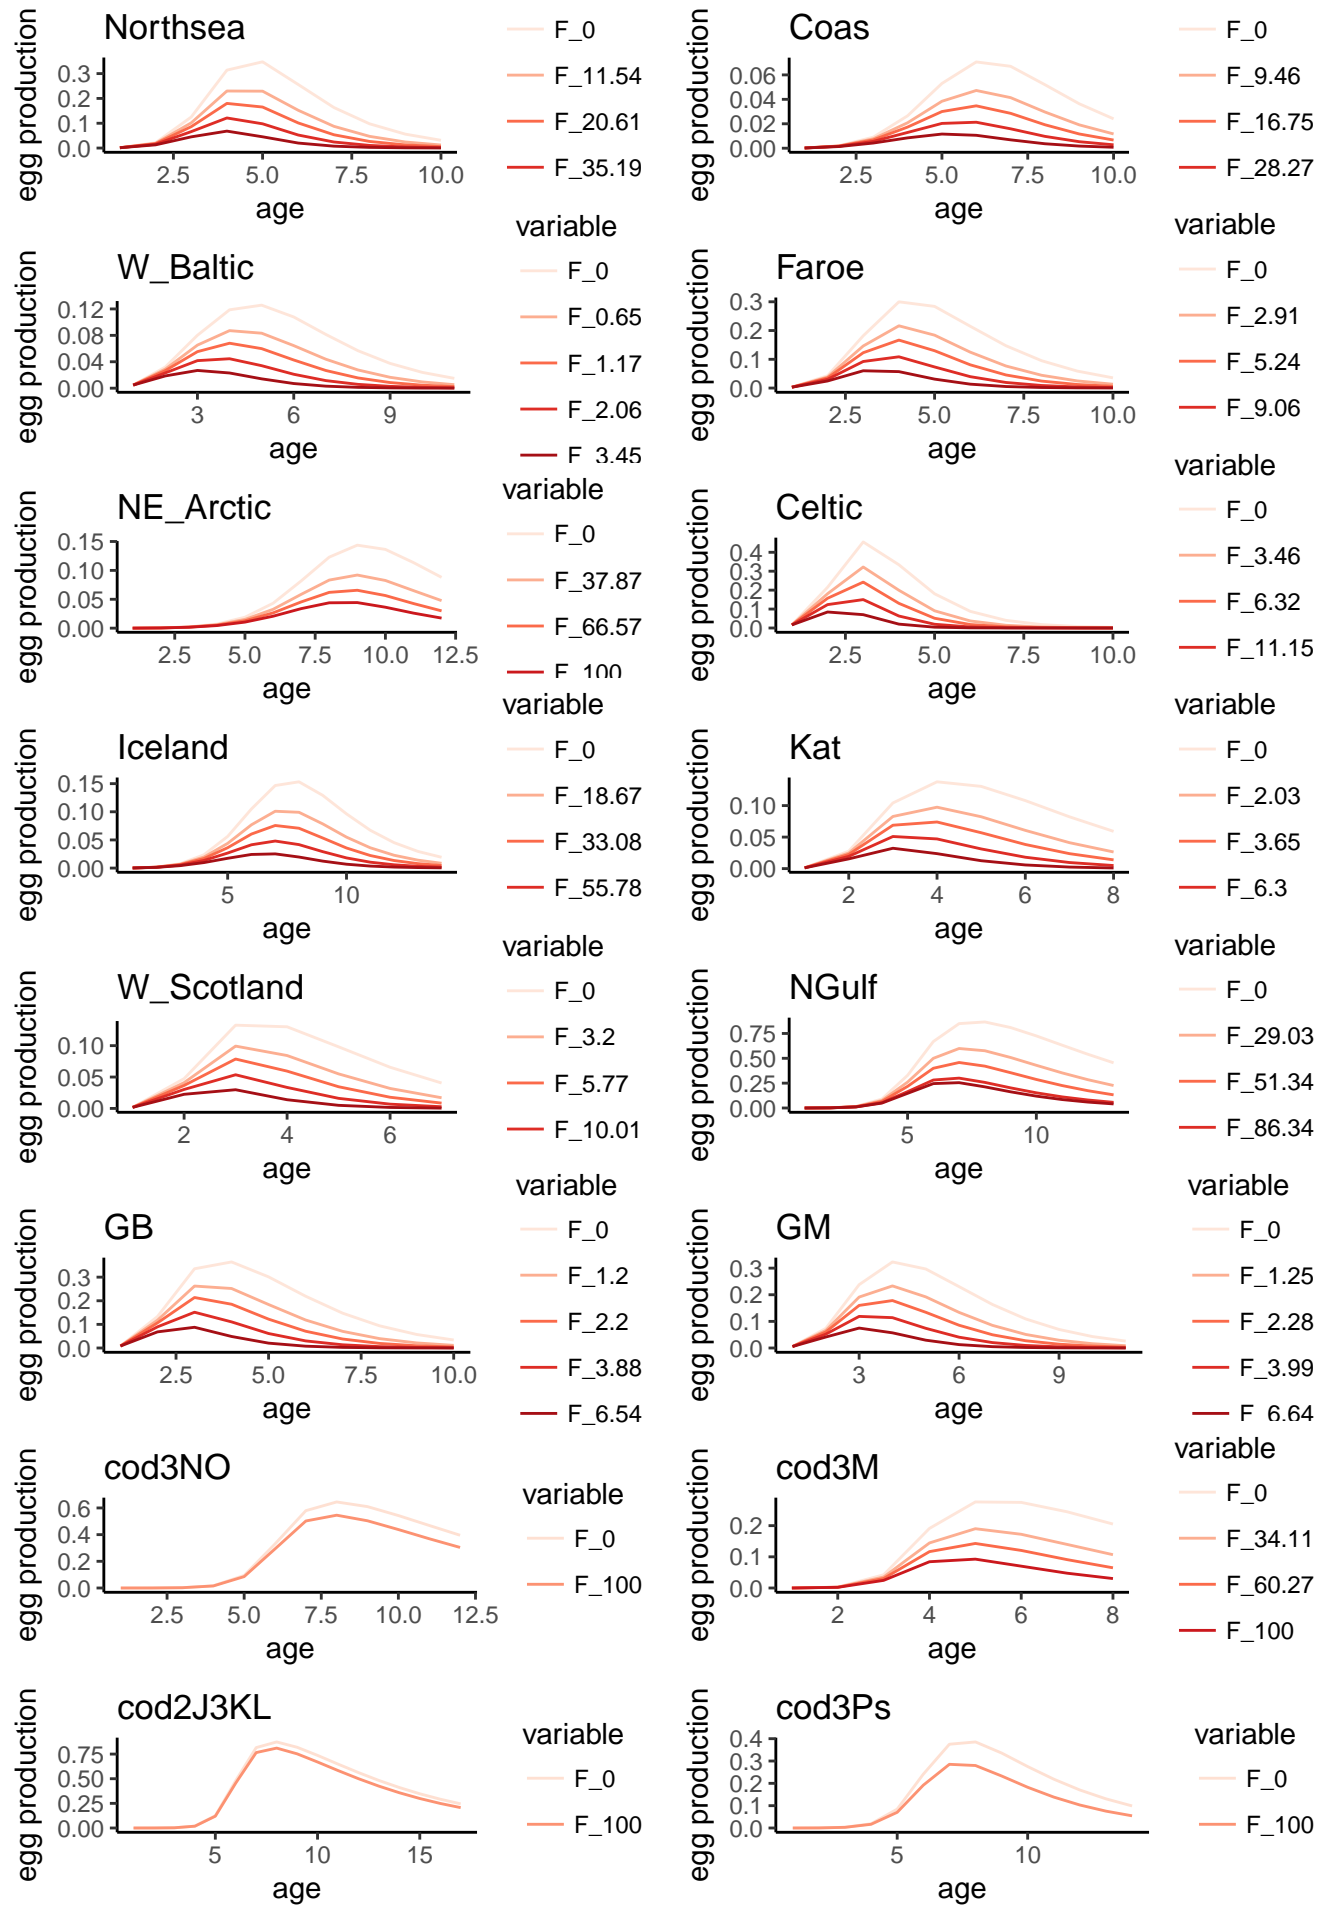 Northsea
egg production
0.3
0.2
0.1
0.0
2.5 5.0 7.5 10.0
age
F_0
F_11.54
F_20.61
F_35.19
Coas
egg production
0.06
0.04
0.02
0.00
2.5 5.0 7.5 10.0
age
F_0
F_9.46
F_16.75
F_28.27
W_Baltic
egg production
0.12
0.08
0.04
0.00
3 6 9
age
variable
F_0
F_0.65
F_1.17
F_2.06
F_3.45
Faroe
egg production
0.3
0.2
0.1
0.0
2.5 5.0 7.5 10.0
age
variable
F_0
F_2.91
F_5.24
F_9.06
NE_Arctic
egg production
0.15
0.10
0.05
0.00
2.5 5.0 7.5 10.0 12.5
age
variable
F_0
F_37.87
F_66.57
F_100
Celtic
egg production
0.4
0.3
0.2
0.1
0.0
2.5 5.0 7.5 10.0
age
variable
F_0
F_3.46
F_6.32
F_11.15
Iceland
egg production
0.15
0.10
0.05
0.00
5 10
age
variable
F_0
F_18.67
F_33.08
F_55.78
Kat
egg production
0.10
0.05
0.00
2 4 6 8
age
variable
F_0
F_2.03
F_3.65
F_6.3
W_Scotland
egg production
0.10
0.05
0.00
2 4 6
age
variable
F_0
F_3.2
F_5.77
F_10.01
NGulf
egg production
0.75
0.50
0.25
0.00
5 10
age
variable
F_0
F_29.03
F_51.34
F_86.34
GB
egg production
0.3
0.2
0.1
0.0
2.5 5.0 7.5 10.0
age
variable
F_0
F_1.2
F_2.2
F_3.88
F_6.54
GM
egg production
0.3
0.2
0.1
0.0
3 6 9
age
variable
F_0
F_1.25
F_2.28
F_3.99
F_6.64
cod3NO
egg production
0.6
0.4
0.2
0.0
2.5 5.0 7.5 10.0 12.5
age
variable
F_0
F_100
cod3M
egg production
0.2
0.1
0.0
2 4 6 8
age
variable
F_0
F_34.11
F_60.27
F_100
cod2J3KL
egg production
0.75
0.50
0.25
0.00
5 10 15
age
variable
F_0
F_100
cod3Ps
egg production
0.4
0.3
0.2
0.1
0.0
5 10
age
variable
F_0
F_100